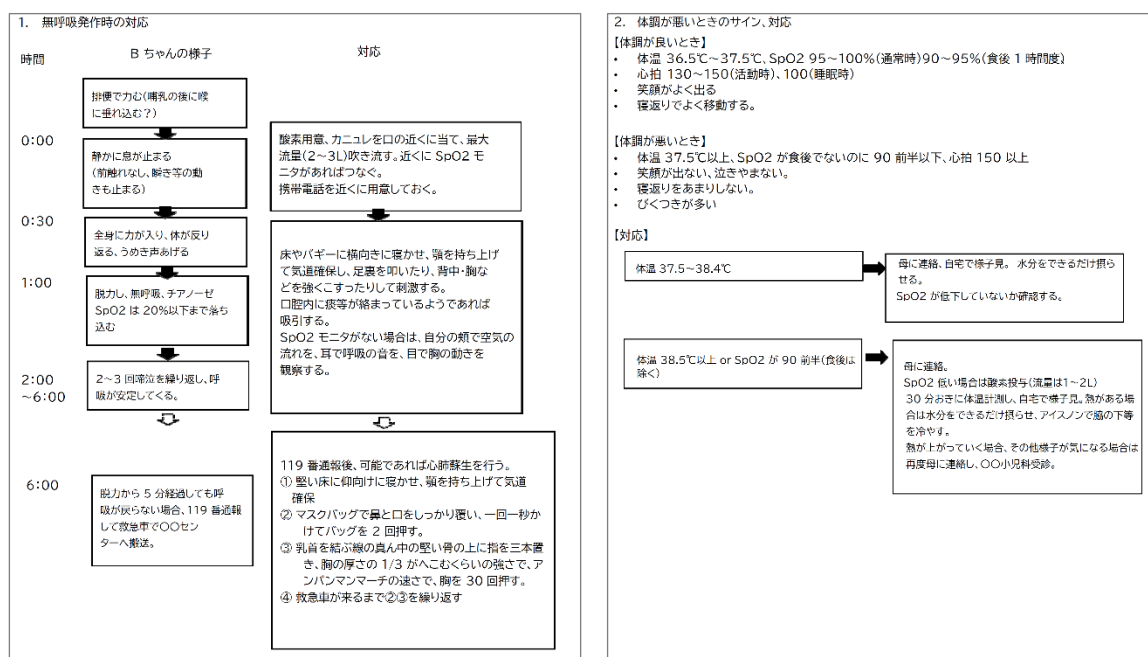 1. 無呼吸発作時の対応
時間
B ちゃんの様子
対応
排便で力む(哺乳の後に喉
に垂れ込む?)
0:00
静かに息が止まる
(前触れなし、瞬き等の動
きも止まる)
酸素用意、カニュレを口の近くに当て、最大
流量(2~3L)吹き流す。近くに SpO2 モ
ニタがあればつなぐ。
携帯電話を近くに用意しておく。
0:30
全身に力が入り、体が反り
返る、うめき声あげる
1:00
脱力し、無呼吸、チアノーゼ
SpO2 は 20%以下まで落ち
込む
床やバギーに横向きに寝かせ、顎を持ち上げ
て気道確保し、足裏を叩いたり、背中・胸な
どを強くこすったりして刺激する。
口腔内に痰等が絡まっているようであれば
吸引する。
SpO2 モニタがない場合は、自分の頬で空気の
流れを、耳で呼吸の音を、目で胸の動きを
観察する。
2:00
~6:00
2~3 回啼泣を繰り返し、呼
吸が安定してくる。
6:00
脱力から 5 分経過しても呼
吸が戻らない場合、119 番通報
して救急車で〇〇セン
ターへ搬送。
119 番通報後、可能であれば心肺蘇生を行う。
① 堅い床に仰向けに寝かせ、顎を持ち上げて気道
確保
② マスクバッグで鼻と口をしっかり覆い、一回一秒か
けてバッグを 2 回押す。
③ 乳首を結ぶ線の真ん中の堅い骨の上に指を三本置
き、胸の厚さの 1/3 がへこむくらいの強さで、ア
ンパンマンマーチの速さで、胸を 30 回押す。
④ 救急車が来るまで②③を繰り返す
2. 体調が悪いときのサイン、対応
【体調が良いとき】
• 体温 36.5℃~37.5℃、SpO2 95~100%(通常時)90~95%(食後 1 時間度)
• 心拍 130~150(活動時)、100(睡眠時)
• 笑顔がよく出る
• 寝返りでよく移動する。
【体調が悪いとき】
• 体温 37.5℃以上、SpO2 が食後でないのに 90 前半以下、心拍 150 以上
• 笑顔が出ない、泣きやまない。
• 寝返りをあまりしない。
• びくつきが多い
【対応】
体温 37.5~38.4℃
母に連絡、自宅で様子見。 水分をできるだけ摂ら
せる。
SpO2 が低下していないか確認する。
体温 38.5℃以上 or SpO2 が 90 前半(食後は
除く)
母に連絡。
SpO2 低い場合は酸素投与(流量は1~2L)
30 分おきに体温計測し、自宅で様子見。熱がある場
合は水分をできるだけ摂らせ、アイスノンで脇の下等
を冷やす。
熱が上がっていく場合、その他様子が気になる場合は
再度母に連絡し、〇〇小児科受診。